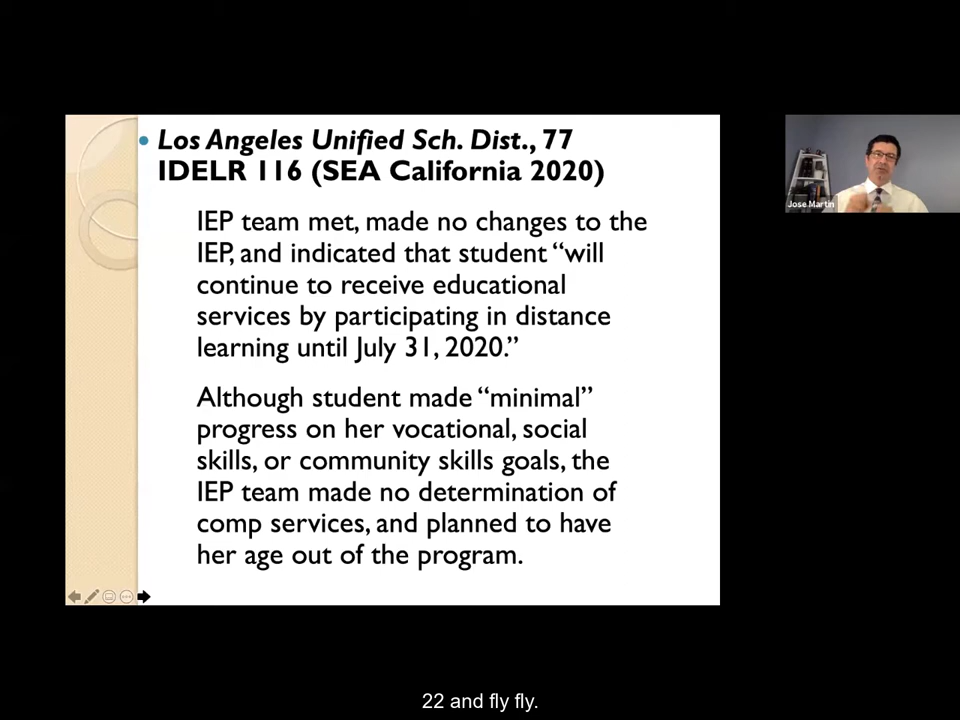 Los Angeles Unified Sch. Dist., 77
IDELR 116 (SEA California 2020)
IEP team met, made no changes to the
IEP, and indicated that student “will
continue to receive educational
services by participating in distance
learning until July 31, 2020.”
Although student made “minimal”
progress on her vocational, social
skills, or community skills goals, the
IEP team made no determination of
comp services, and planned to have
her age out of the program.
Jose Martin
22 and fly fly.